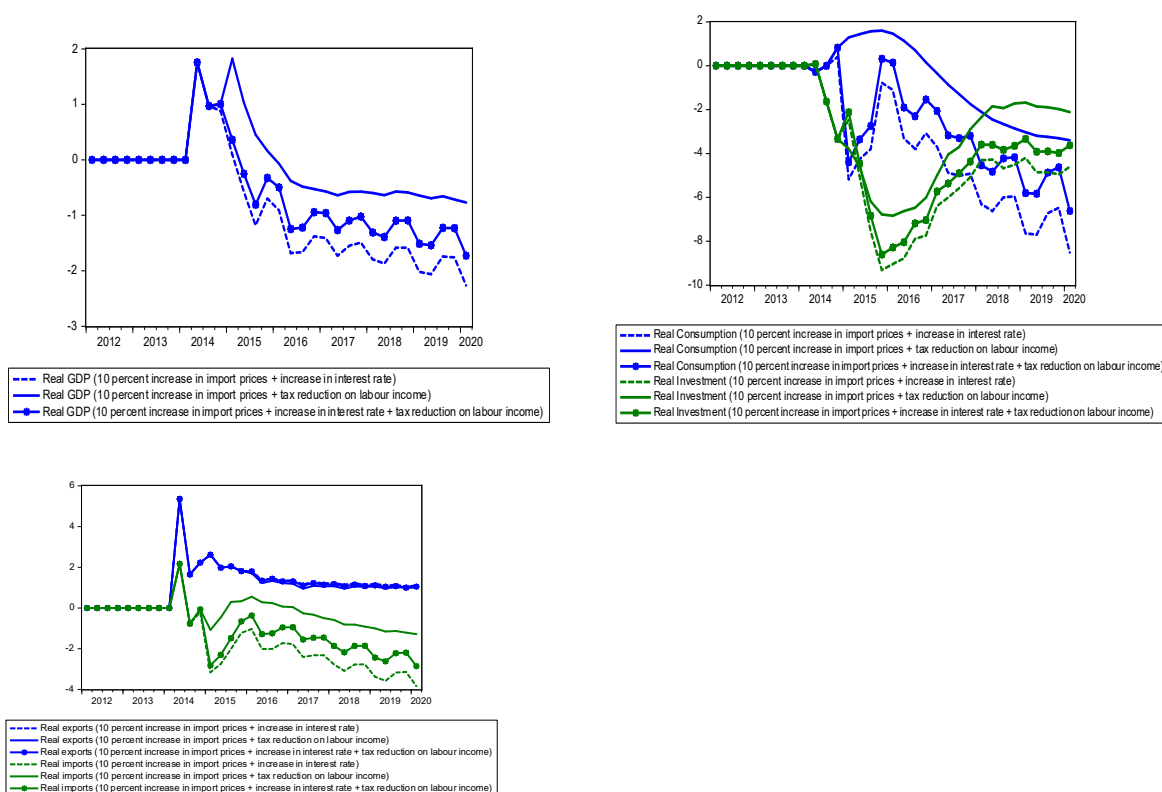 2
1
0
-1
-2
-3
2012 2013 2014 2015 2016 2017 2018 2019 2020
Real GDP (10 percent increase in import prices + increase in interest rate)
Real GDP (10 percent increase in import prices + tax reduction on labour income)
Real GDP (10 percent increase in import prices + increase in interest rate + tax reduction on labour income)
2
0
-2
-4
-6
-8
-10
2012 2013 2014 2015 2016 2017 2018 2019 2020
Real Consumption (10 percent increase in import prices + increase in interest rate)
Real Consumption (10 percent increase in import prices + tax reduction on labour income)
Real Consumption (10 percent increase in import prices + increase in interest rate + tax reduction on labour income)
Real Investment (10 percent increase in import prices + increase in interest rate)
Real Investment (10 percent increase in import prices + tax reduction on labour income)
Real Investment (10 percent increase in import prices + increase in interest rate + tax reduction on labour income)
6
4
2
0
-2
-4
2012 2013 2014 2015 2016 2017 2018 2019 2020
Real exports (10 percent increase in import prices + increase in interest rate)
Real exports (10 percent increase in import prices + tax reduction on labour income)
Real exports (10 percent increase in import prices + increase in interest rate + tax reduction on labour income)
Real imports (10 percent increase in import prices + increase in interest rate)
Real imports (10 percent increase in import prices + tax reduction on labour income)
Real imports (10 percent increase in import prices + increase in interest rate + tax reduction on labour income)